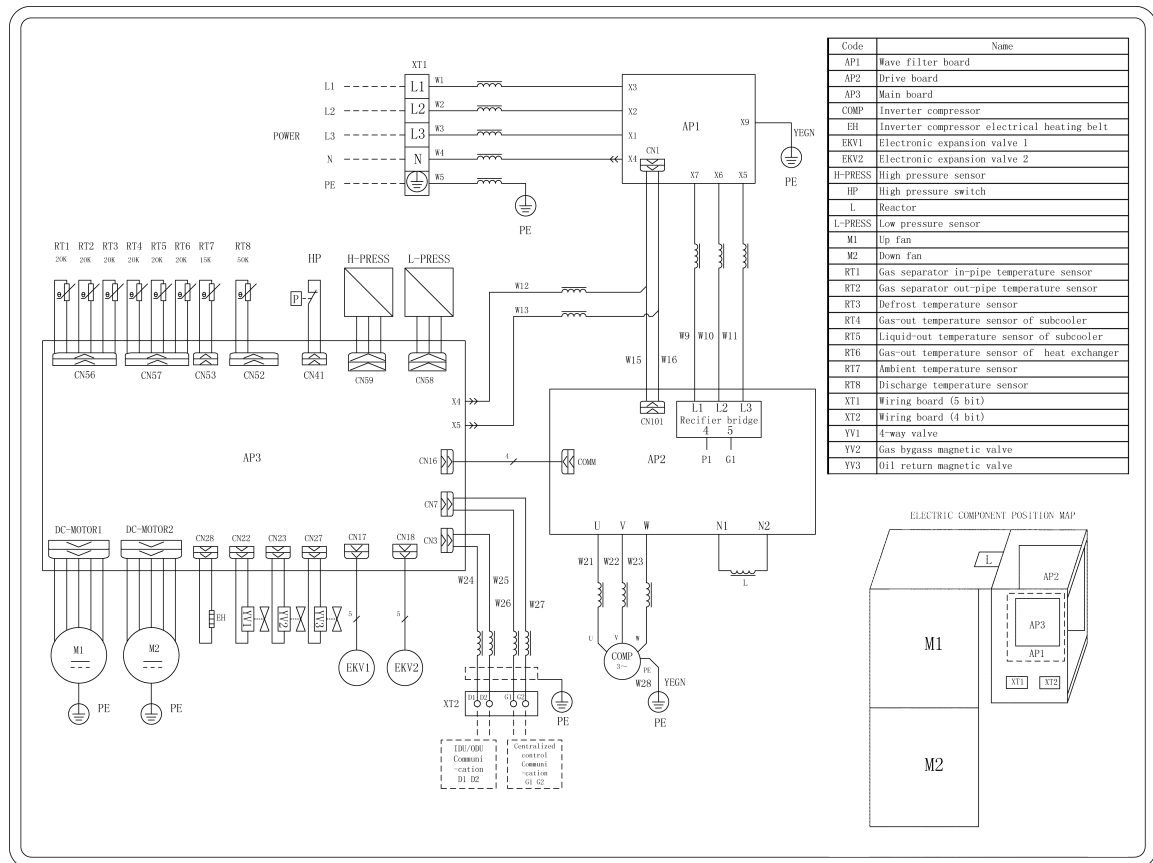 XT1
L1 L1 W1 X3
L2 L2 W2 X2
POWER L3 L3 W3 X1 AP1 X9
N N W4 X4 CN1 YEGN
PE W5 X7 X6 X5 PE
PE
RT1 RT2 RT3 RT4 RT5 RT6 RT7 RT8 HP H-PRESS L-PRESS
20K 20K 20K 20K 20K 20K 15K 50K
θ θ θ θ θ θ θ θ P
W12
W13
W9 W10 W11
W15 W16
CN56 CN57 CN53 CN52 CN41 CN59 CN58
X4
X5
CN101
L1 L2 L3
Rectifier bridge
4 5
P1 G1
AP3 CN16 4 COMM AP2
CN7
CN3
DC-MOTOR1 DC-MOTOR2 CN28 CN22 CN23 CN27 CN17 CN18
U V W N1 N2
W21 W22 W23
L
W24 W25
W26 W27
EH YV1 YV2 YV3 5 5
M1 M2 EKV1 EKV2
U V W
COMP
3~
PE
W28 YEGN
PE
PE PE
PE
XT2 D1 D2 G1 G2
IDU/ODU
Communi
-cation
D1 D2
Centralized
control
Communi
-cation
G1 G2
Code Name
AP1 Wave filter board
AP2 Drive board
AP3 Main board
COMP Inverter compressor
EH Inverter compressor electrical heating belt
EKV1 Electronic expansion valve 1
EKV2 Electronic expansion valve 2
H-PRESS High pressure sensor
HP High pressure switch
L Reactor
L-PRESS Low pressure sensor
M1 Up fan
M2 Down fan
RT1 Gas separator in-pipe temperature sensor
RT2 Gas separator out-pipe temperature sensor
RT3 Defrost temperature sensor
RT4 Gas-out temperature sensor of subcooler
RT5 Liquid-out temperature sensor of subcooler
RT6 Gas-out temperature sensor of heat exchanger
RT7 Ambient temperature sensor
RT8 Discharge temperature sensor
XT1 Wiring board (5 bit)
XT2 Wiring board (4 bit)
YV1 4-way valve
YV2 Gas bygass magnetic valve
YV3 Oil return magnetic valve
ELECTRIC COMPONENT POSITION MAP
L
AP2
AP3
AP1
XT1 XT2
M1
M2